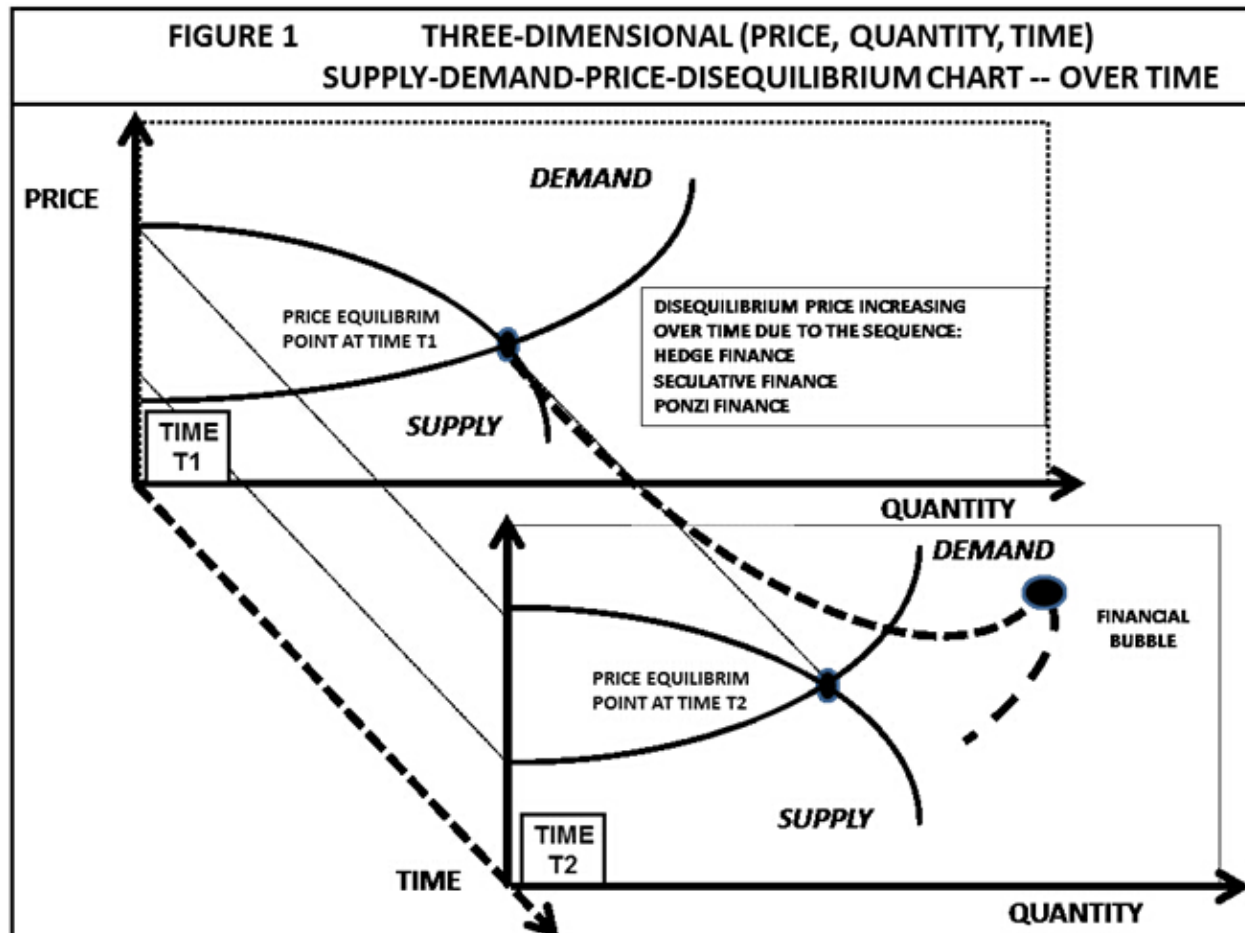 FIGURE 1 THREE-DIMENSIONAL (PRICE, QUANTITY, TIME)
SUPPLY-DEMAND-PRICE-DISEQUILIBRIUM CHART -- OVER TIME
PRICE
DEMAND
PRICE EQUILIBRIM
POINT AT TIME T1
DISEQUILIBRIUM PRICE INCREASING
OVER TIME DUE TO THE SEQUENCE:
HEDGE FINANCE
SECULATIVE FINANCE
PONZI FINANCE
SUPPLY
TIME
T1
QUANTITY
DEMAND
FINANCIAL
BUBBLE
PRICE EQUILIBRIM
POINT AT TIME T2
SUPPLY
TIME
T2
TIME
QUANTITY